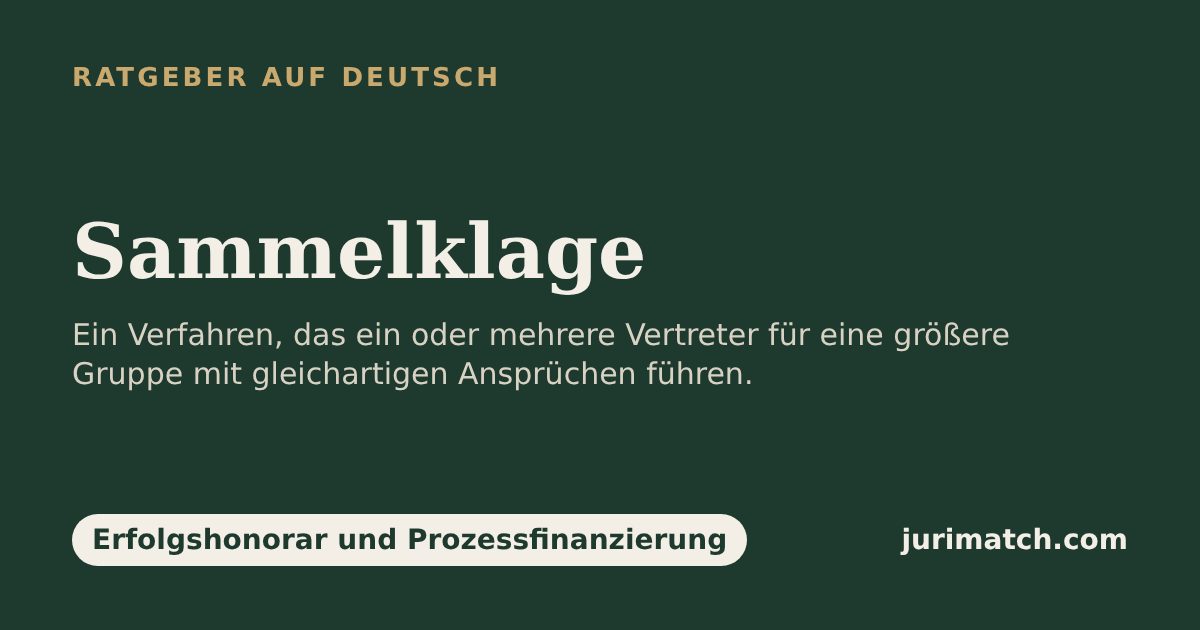 RATGEBER AUF DEUTSCH
Sammelklage
Ein Verfahren, das ein oder mehrere Vertreter für eine größere
Gruppe mit gleichartigen Ansprüchen führen.
Erfolgshonorar und Prozessfinanzierung
jurimatch.com